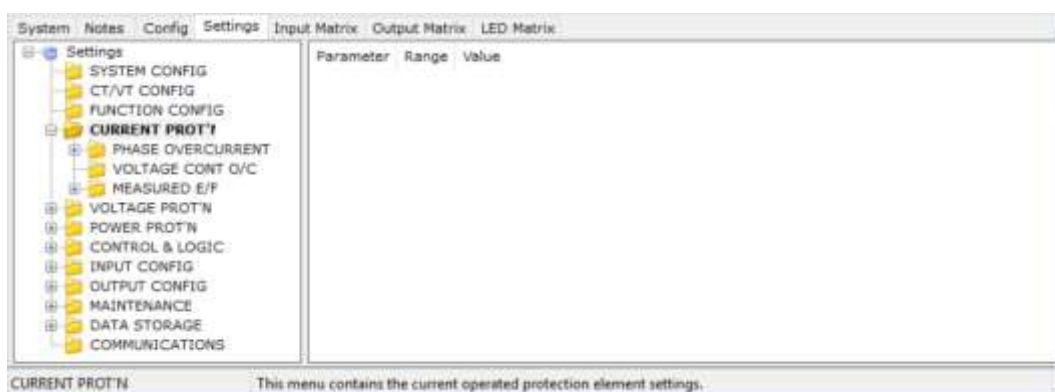 System Notes Config Settings Input Matrix Output Matrix LED Matrix
Settings
Parameter Range Value
SYSTEM CONFIG
CT/VT CONFIG
FUNCTION CONFIG
CURRENT PROT'N
PHASE OVERCURRENT
VOLTAGE CONT O/C
MEASURED E/F
VOLTAGE PROT'N
POWER PROT'N
CONTROL & LOGIC
INPUT CONFIG
OUTPUT CONFIG
MAINTENANCE
DATA STORAGE
COMMUNICATIONS
CURRENT PROT'N This menu contains the current operated protection element settings.